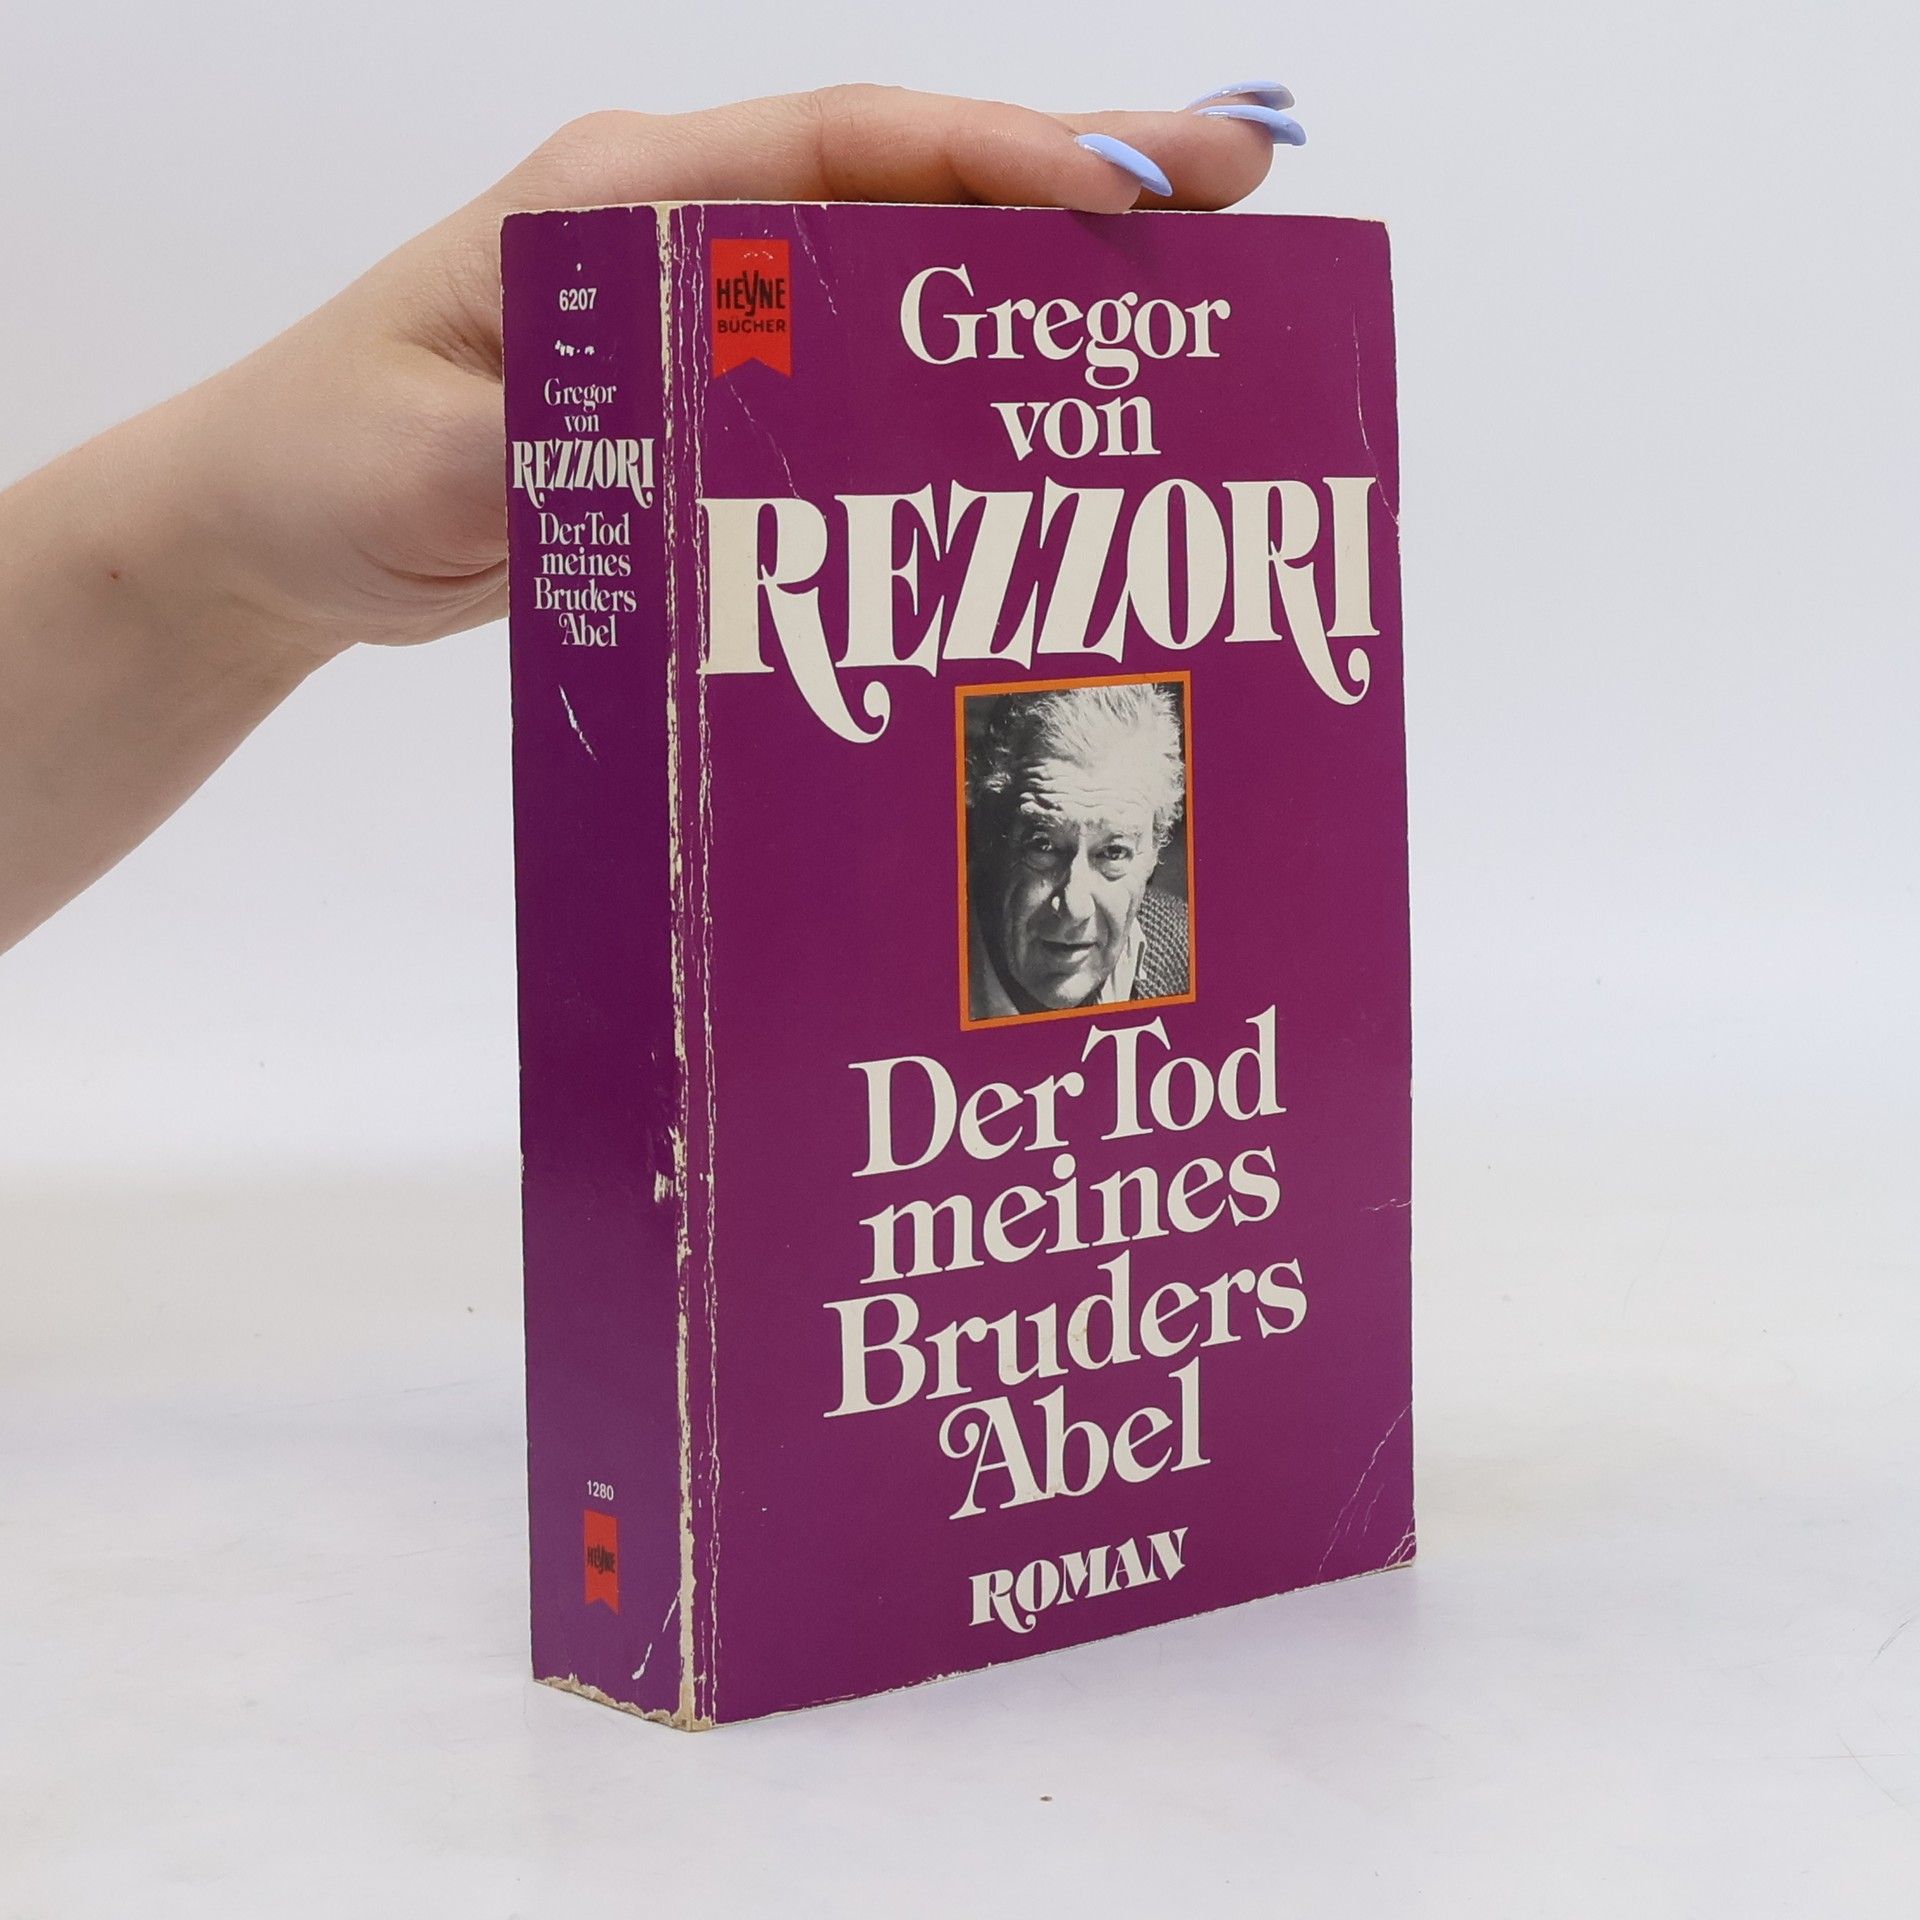 6207
Gregor
von
REZZORI
Der Tod
meines
Bruders
Abel
1280
HEYNE
HEYNE
BÜCHER
Gregor
von
REZZORI
Der Tod
meines
Bruders
Abel
ROMAN